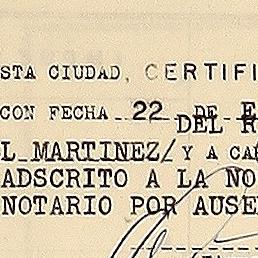 STA CIUDAD, CERTIFI
CON FECHA 22 DE E
DEL R
L MARTINEZ/ Y A CA
ADSCRITO A LA NO
NOTARIO POR AUSE